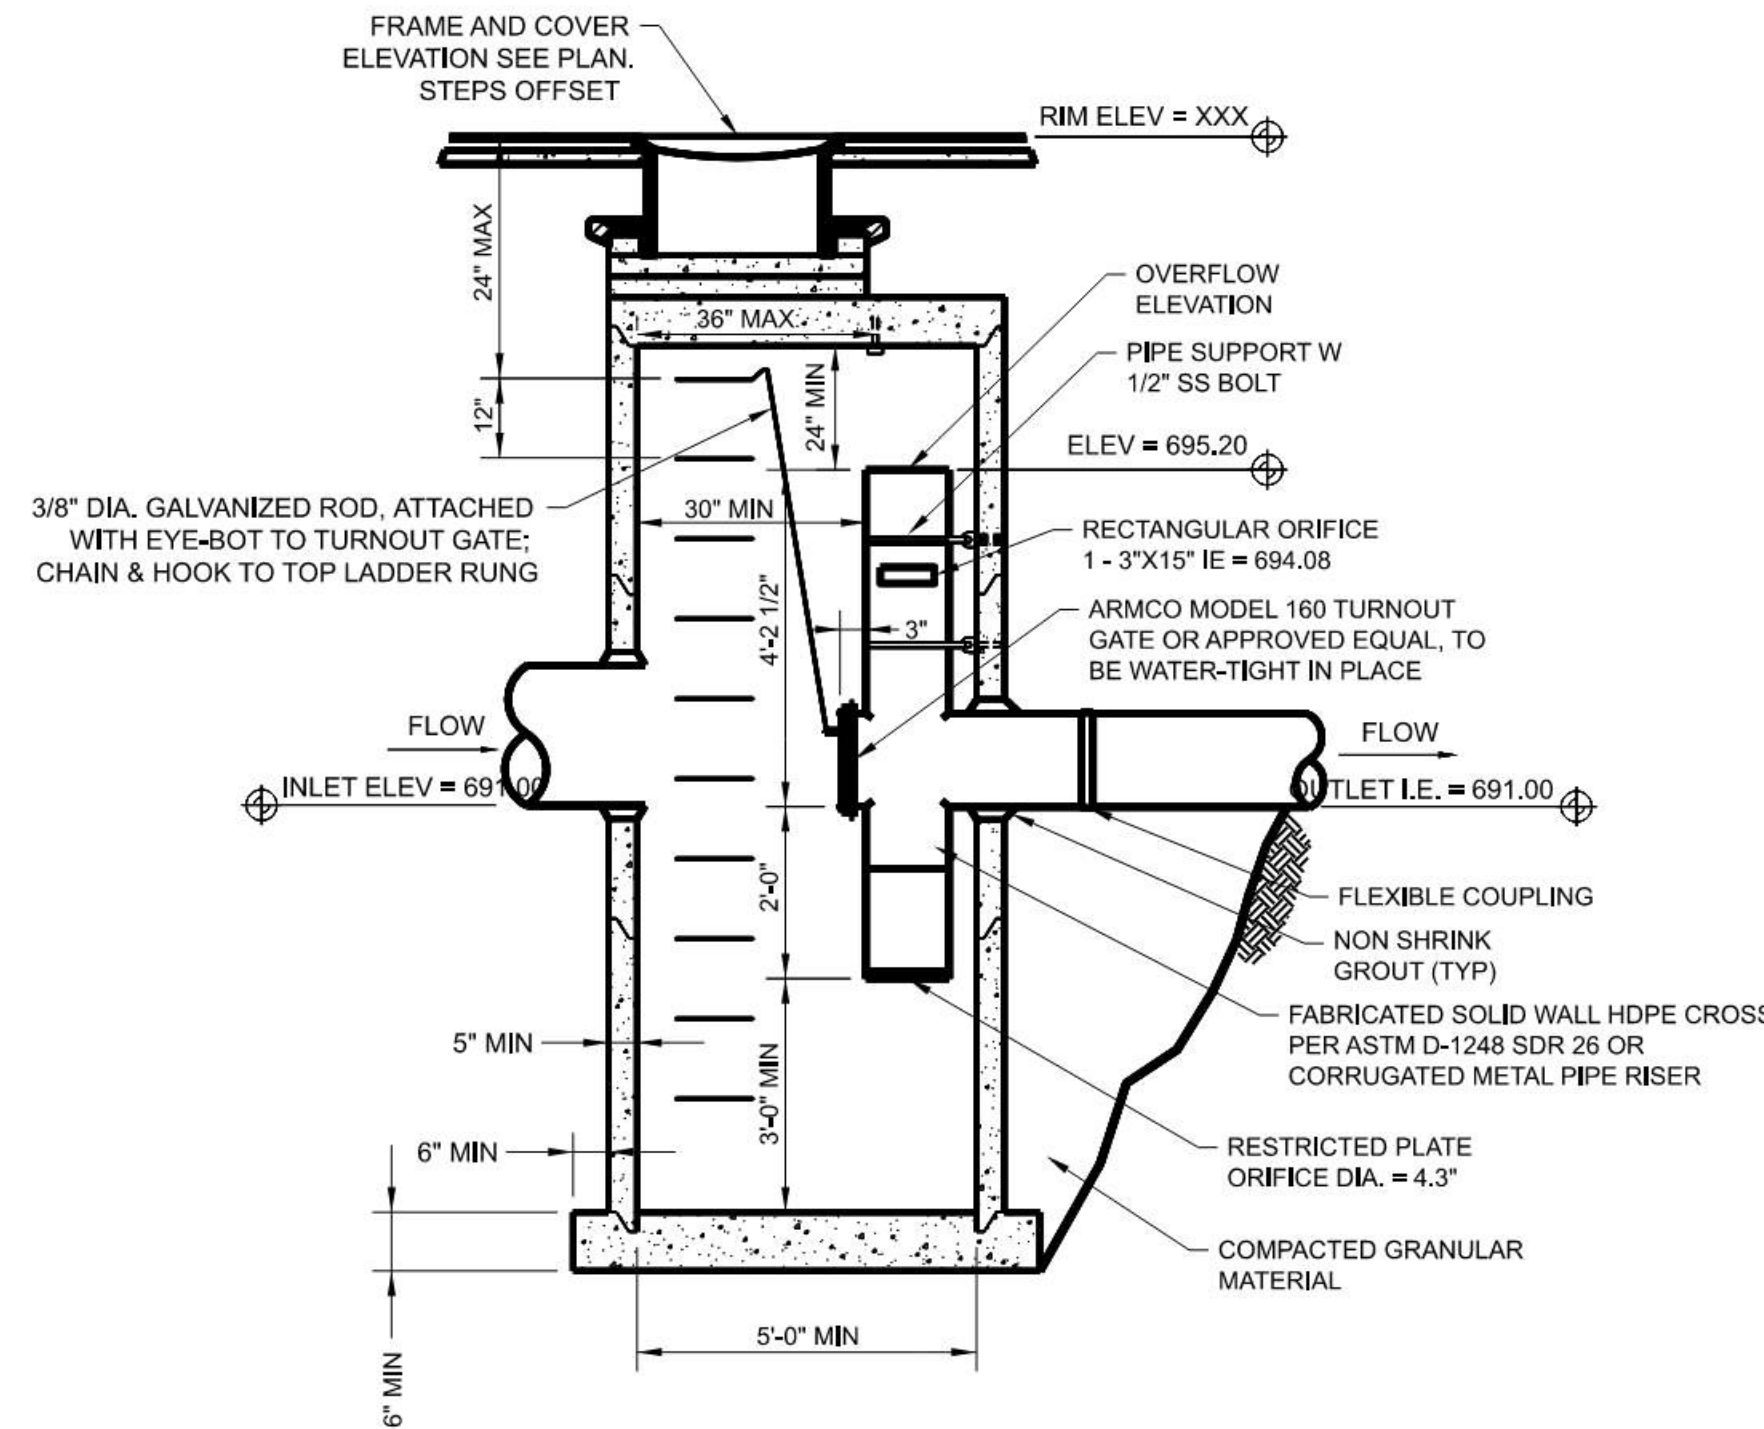 FRAME AND COVER
ELEVATION SEE PLAN.
STEPS OFFSET
RIM ELEV = XXX
24" MAX
OVERFLOW
ELEVATION
36" MAX.
PIPE SUPPORT W
1/2" SS BOLT
24" MIN
12"
ELEV = 695.20
3/8" DIA. GALVANIZED ROD, ATTACHED
WITH EYE-BOT TO TURNOUT GATE;
CHAIN & HOOK TO TOP LADDER RUNG
30" MIN
RECTANGULAR ORIFICE
1 - 3"X15" IE = 694.08
4'-2 1/2"
3"
ARMCO MODEL 160 TURNOUT
GATE OR APPROVED EQUAL, TO
BE WATER-TIGHT IN PLACE
FLOW
FLOW
INLET ELEV = 691.00
OUTLET I.E. = 691.00
2'-0"
FLEXIBLE COUPLING
NON SHRINK
GROUT (TYP)
FABRICATED SOLID WALL HDPE CROSS
PER ASTM D-1248 SDR 26 OR
CORRUGATED METAL PIPE RISER
5" MIN
3'-0" MIN
6" MIN
RESTRICTED PLATE
ORIFICE DIA. = 4.3"
COMPACTED GRANULAR
MATERIAL
5'-0" MIN
6" MIN